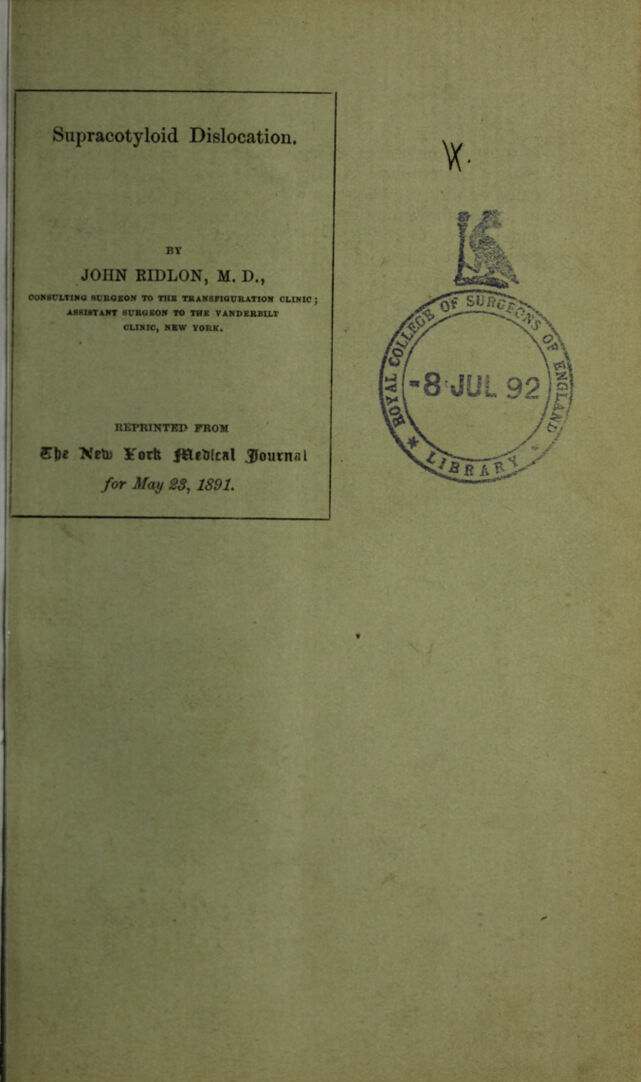 Supracotyloid Dislocation.
BY
JOHN RIDLON, M. D.,
CONSULTING SURGEON TO THE TRANSFIGURATION CLINIC ;
ASSISTANT SURGEON TO THE VANDERBILT
CLINIC, NEW YORK.
REPRINTED FROM
The New York Medical Journal
for May 23, 1891.
ROYAL COLLEGE OF SURGEONS OF ENGLAND
-8 JUL 92
* LIBRARY